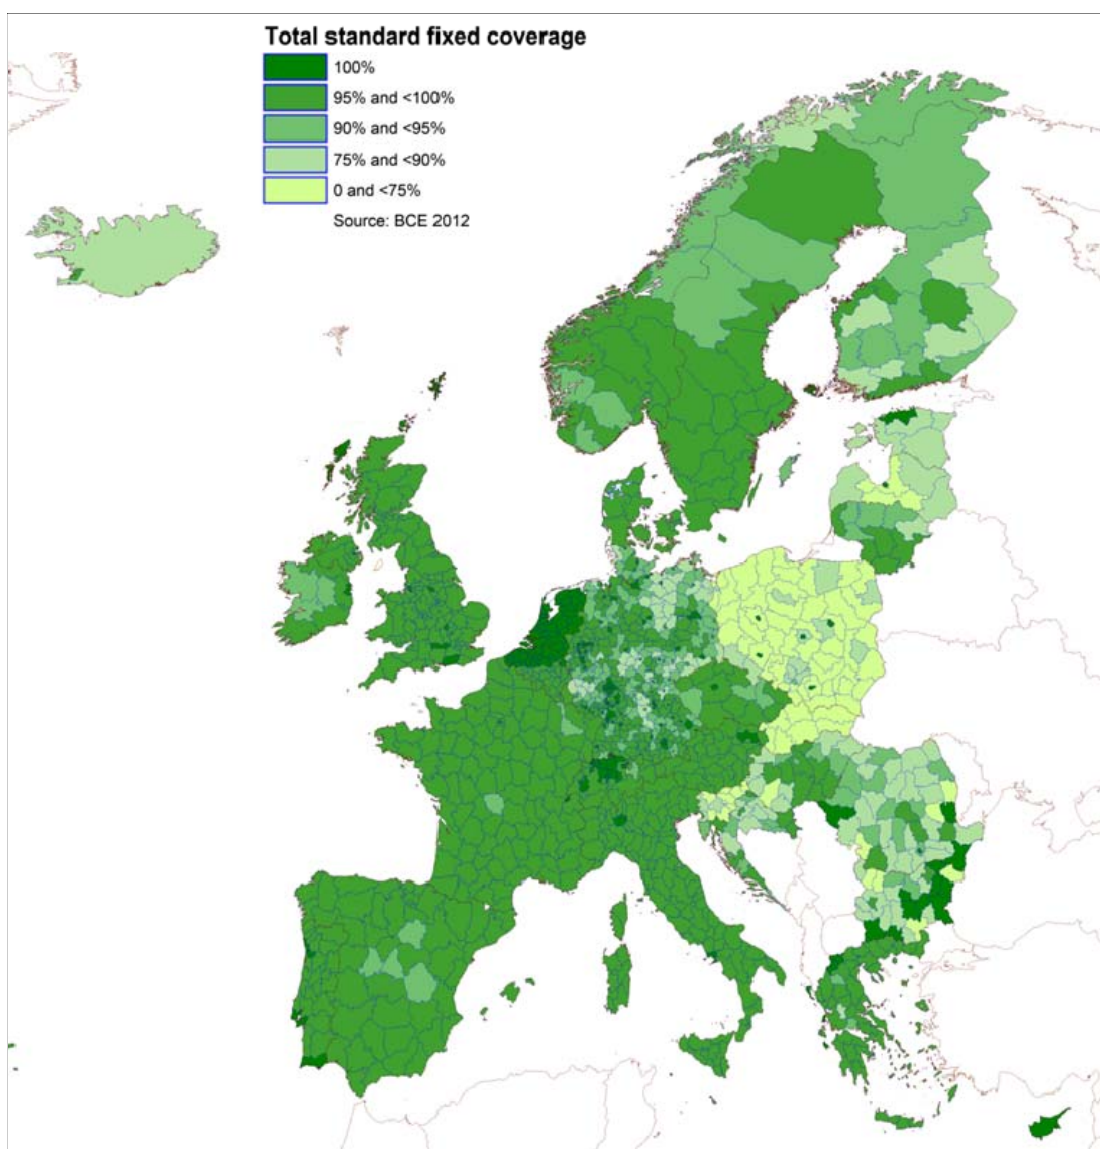 Total standard fixed coverage
100%
95% and <100%
90% and <95%
75% and <90%
0 and <75%
Source: BCE 2012